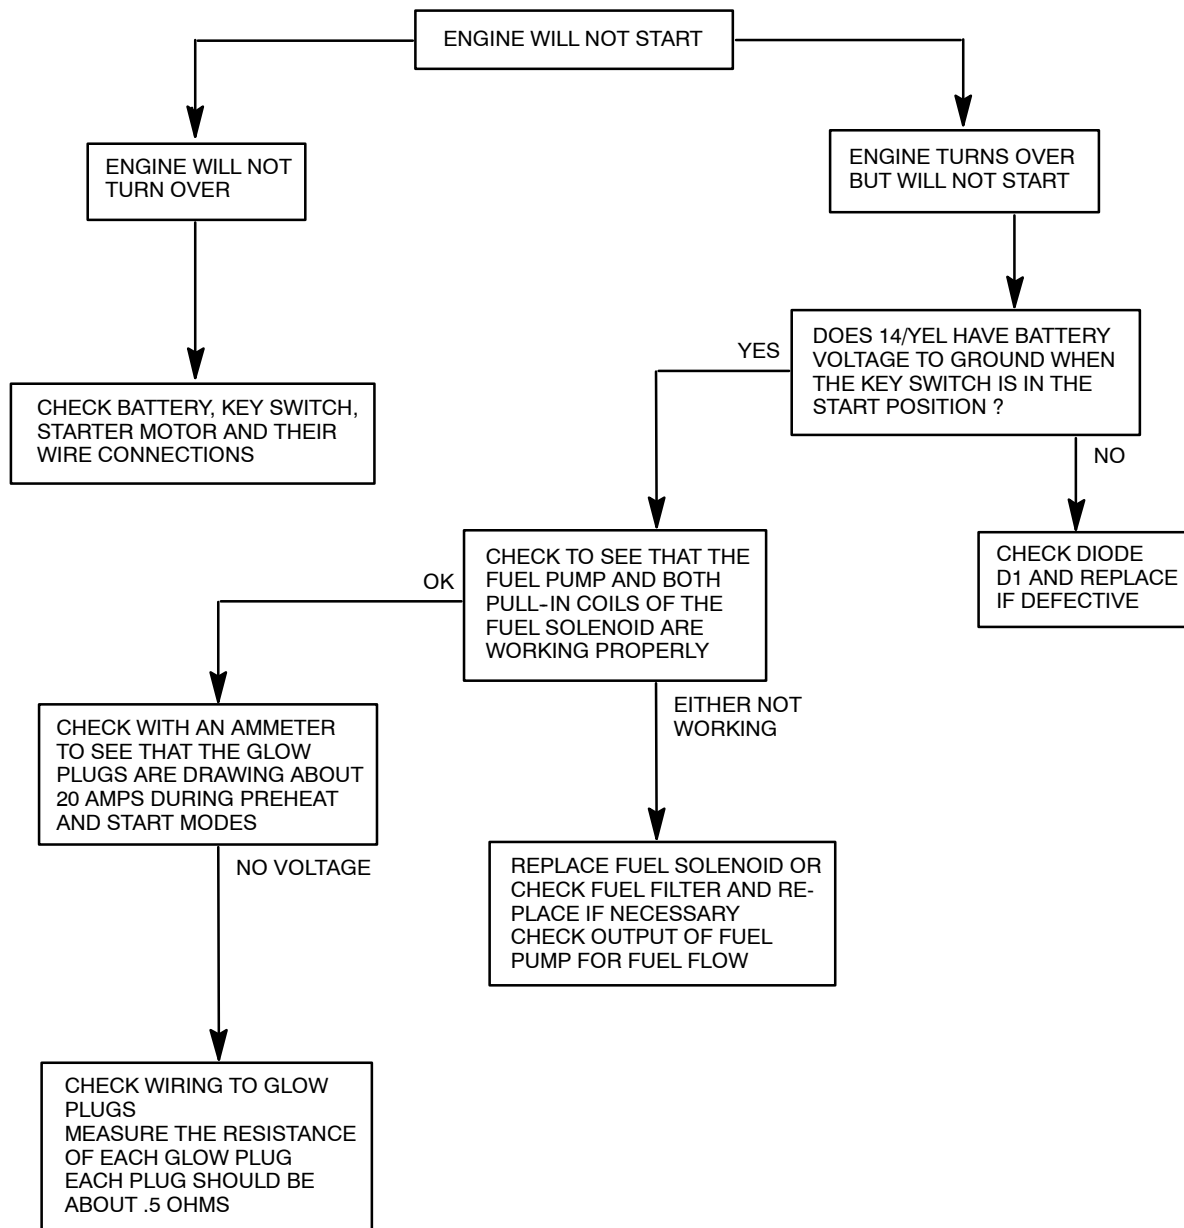 ENGINE WILL NOT START
ENGINE WILL NOT
TURN OVER
ENGINE TURNS OVER
BUT WILL NOT START
CHECK BATTERY, KEY SWITCH,
STARTER MOTOR AND THEIR
WIRE CONNECTIONS
DOES 14/YEL HAVE BATTERY
VOLTAGE TO GROUND WHEN
THE KEY SWITCH IS IN THE
START POSITION ?
YES
NO
CHECK DIODE
D1 AND REPLACE
IF DEFECTIVE
CHECK TO SEE THAT THE
FUEL PUMP AND BOTH
PULL-IN COILS OF THE
FUEL SOLENOID ARE
WORKING PROPERLY
OK
EITHER NOT
WORKING
CHECK WITH AN AMMETER
TO SEE THAT THE GLOW
PLUGS ARE DRAWING ABOUT
20 AMPS DURING PREHEAT
AND START MODES
NO VOLTAGE
REPLACE FUEL SOLENOID OR
CHECK FUEL FILTER AND RE-
PLACE IF NECESSARY
CHECK OUTPUT OF FUEL
PUMP FOR FUEL FLOW
CHECK WIRING TO GLOW
PLUGS
MEASURE THE RESISTANCE
OF EACH GLOW PLUG
EACH PLUG SHOULD BE
ABOUT .5 OHMS